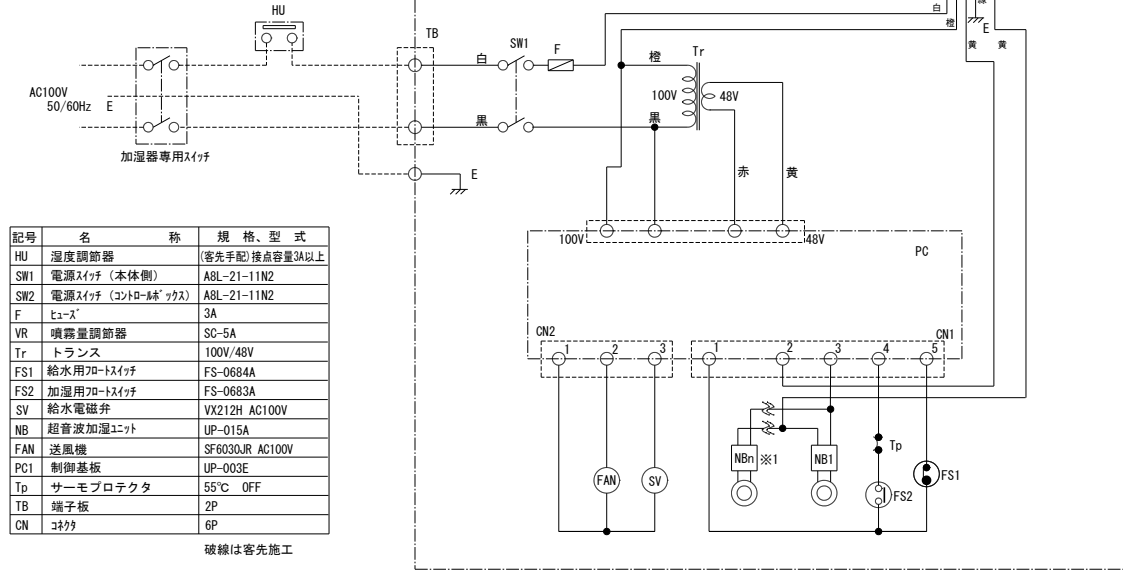 HU
白
橙
線
E
黄 黄
TB
SW1
F
白
橙
Tr
AC100V
50/60Hz E
100V
48V
黒
黒
加湿器専用ｽｲｯﾁ
E
赤
黄
100V
48V
PC
CN2
CN1
1 2 3
1 2 3 4 5
Tp
NBn ※1
NB1
FAN
SV
FS1
FS2
記号 名 称 規 格、型 式
HU 湿度調節器 (客先手配)接点容量3A以上
SW1 電源ｽｲｯﾁ (本体側) A8L-21-11N2
SW2 電源ｽｲｯﾁ (ｺﾝﾄﾛｰﾙﾎﾞｯｸｽ) A8L-21-11N2
F ﾋｭｰｽﾞ 3A
VR 噴霧量調節器 SC-5A
Tr トランス 100V/48V
FS1 給水用ﾌﾛｰﾄｽｲｯﾁ FS-0684A
FS2 加湿用ﾌﾛｰﾄｽｲｯﾁ FS-0683A
SV 給水電磁弁 VX212H AC100V
NB 超音波加湿ﾕﾆｯﾄ UP-015A
FAN 送風機 SF6030JR AC100V
PC1 制御基板 UP-003E
Tp サーモプロテクタ 55℃ OFF
TB 端子板 2P
CN ｺﾈｸﾀ 6P
破線は客先施工